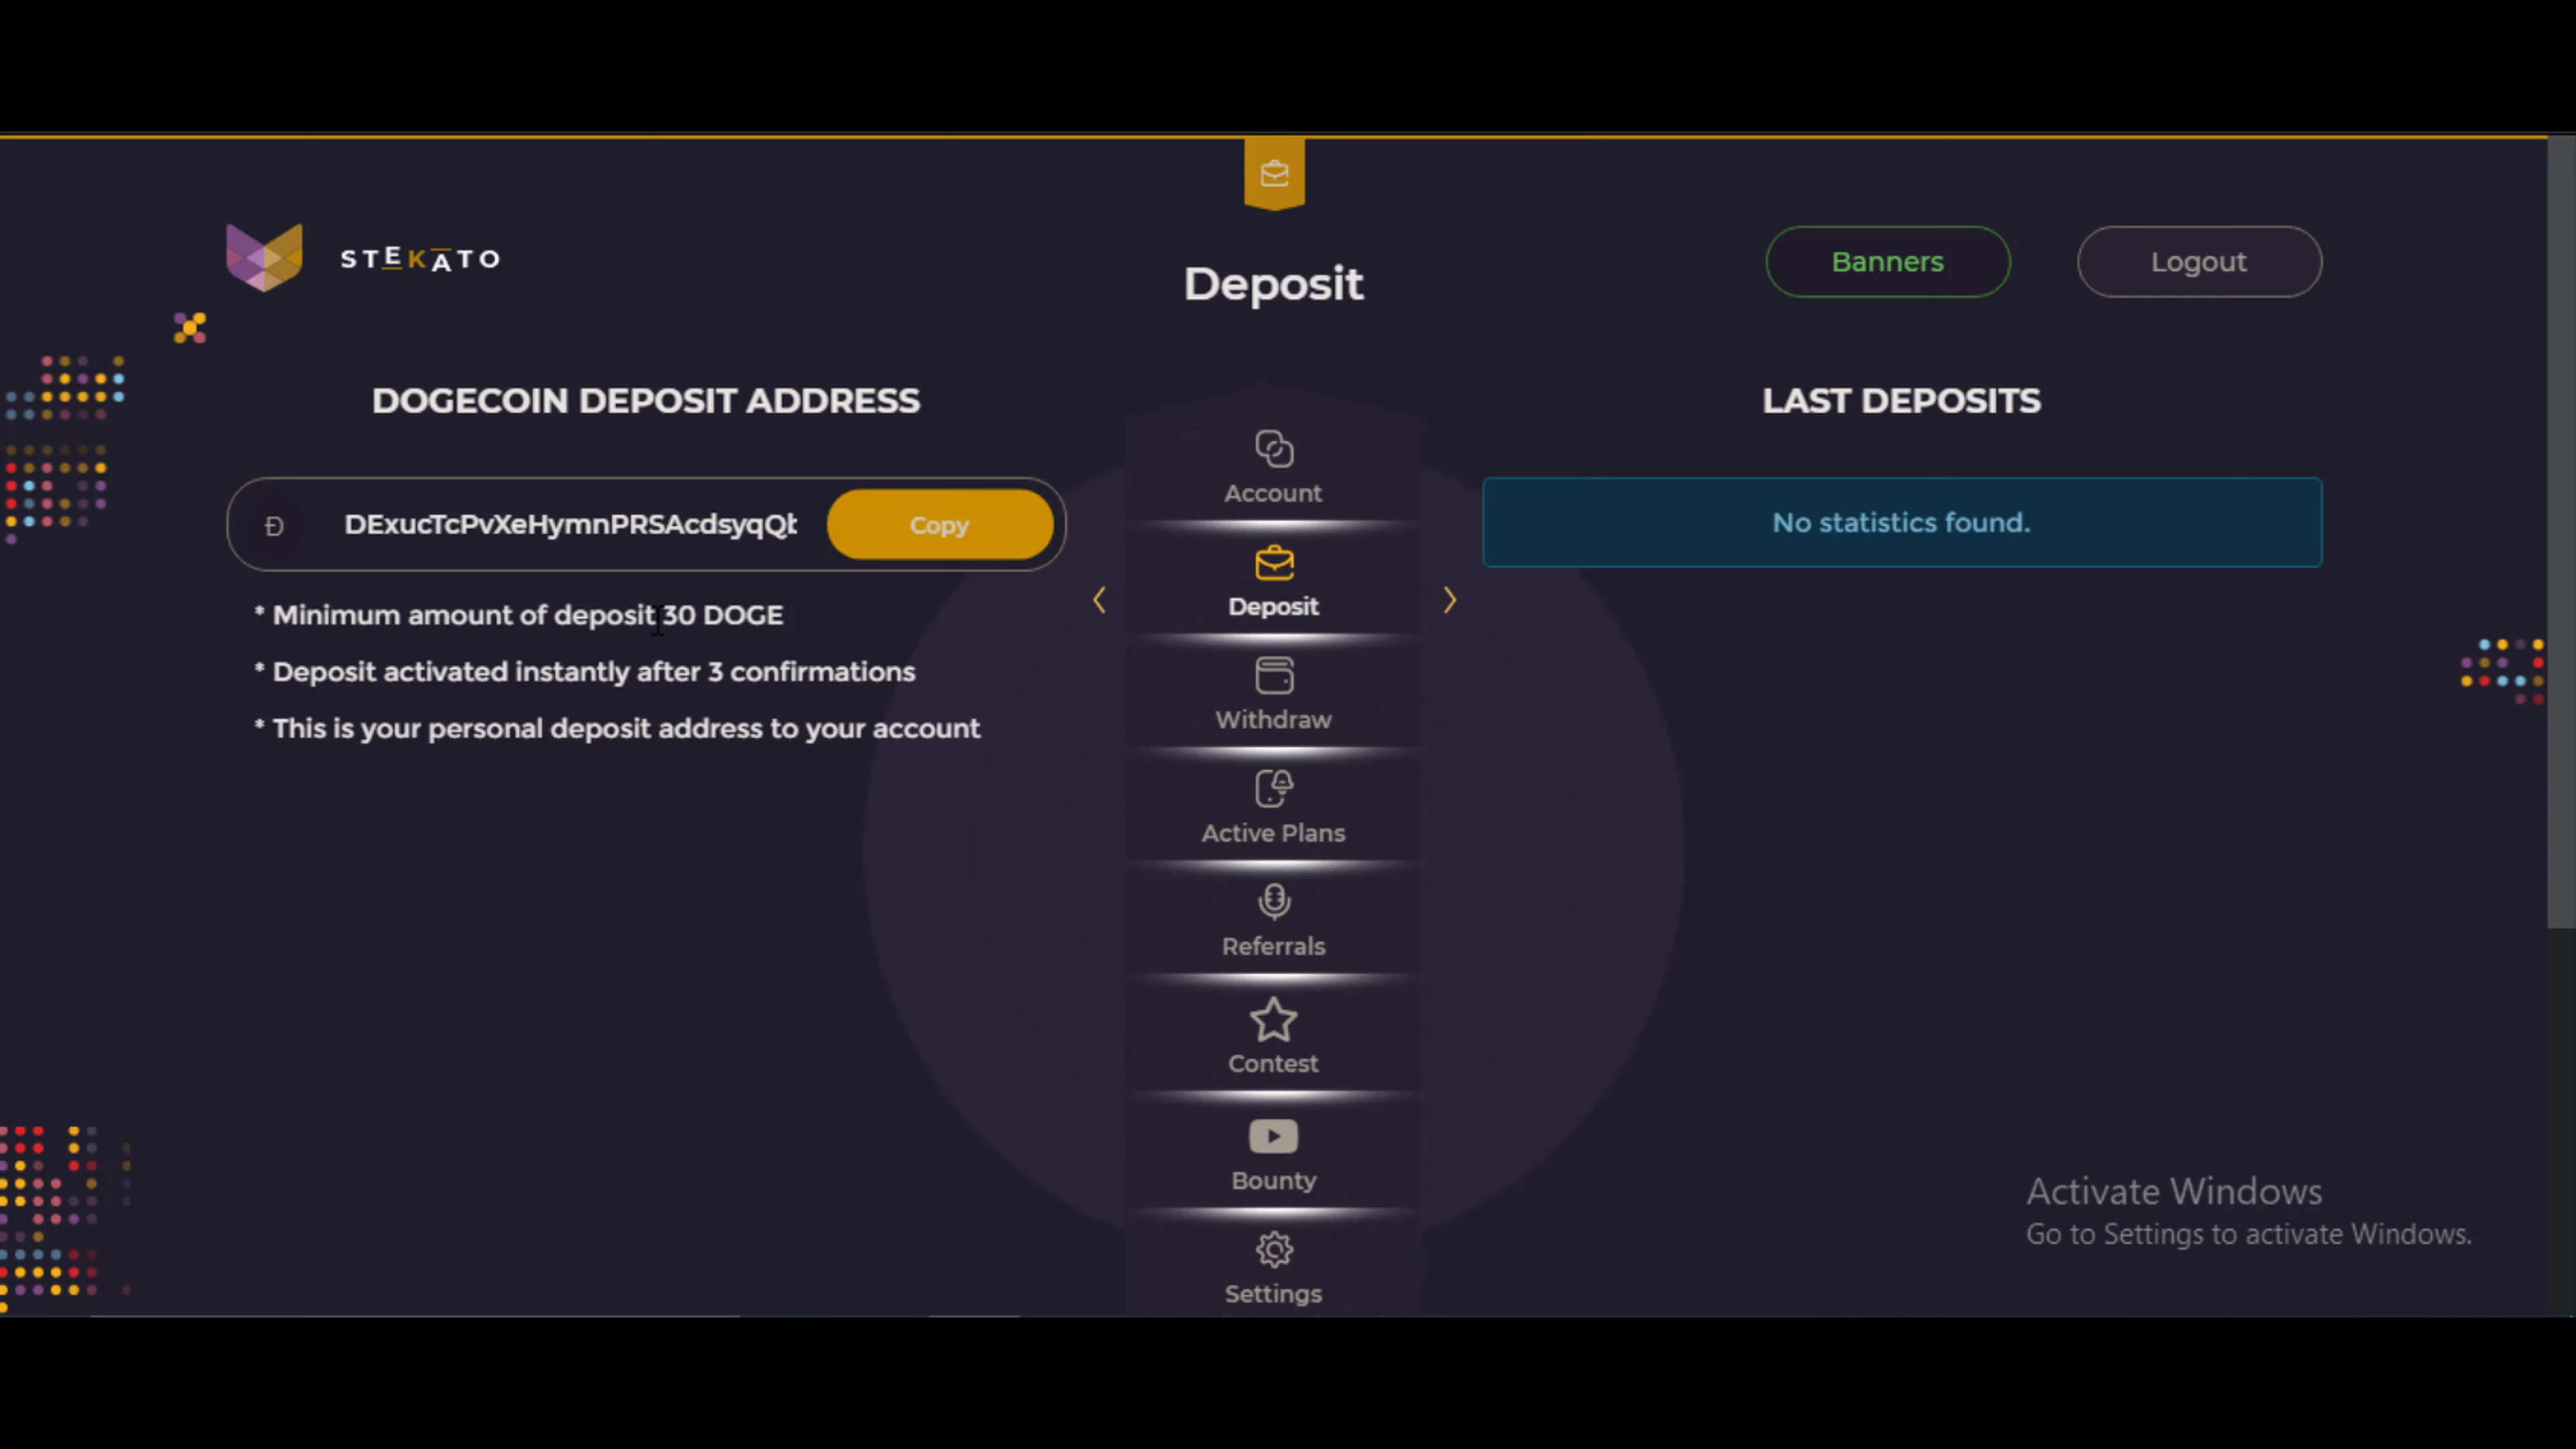 STEKATO
Deposit
Banners
Logout
DOGECOIN DEPOSIT ADDRESS
Ð DExucTcPvXeHymnPRSAcdsyqQb Copy
* Minimum amount of deposit 30 DOGE
* Deposit activated instantly after 3 confirmations
* This is your personal deposit address to your account
Account
Deposit
Withdraw
Active Plans
Referrals
Contest
Bounty
Settings
LAST DEPOSITS
No statistics found.
Activate Windows
Go to Settings to activate Windows.